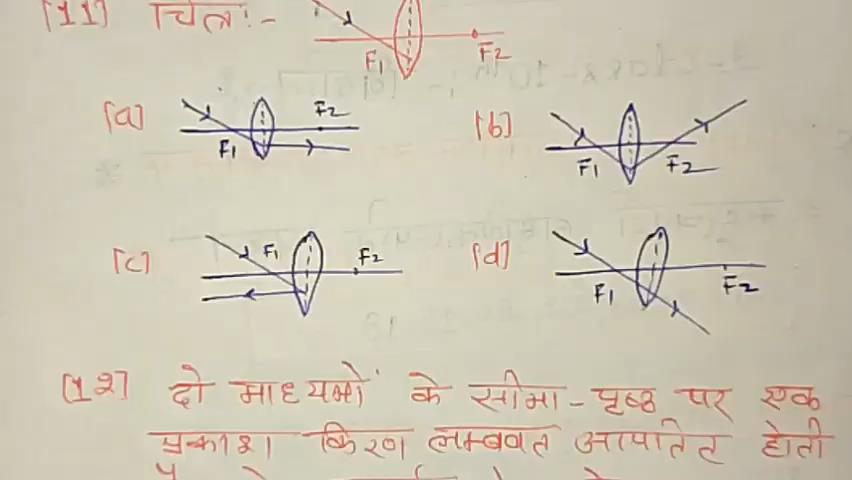 [11] चित्र :-
F₁ F₂
[a] F₁ F₂ [b] F₁ F₂
[c] F₁ F₂ [d] F₁ F₂
[12] दो माध्यमों के सीमा - पृष्ठ पर एक
प्रकाश किरण लम्बवत आपतित होती